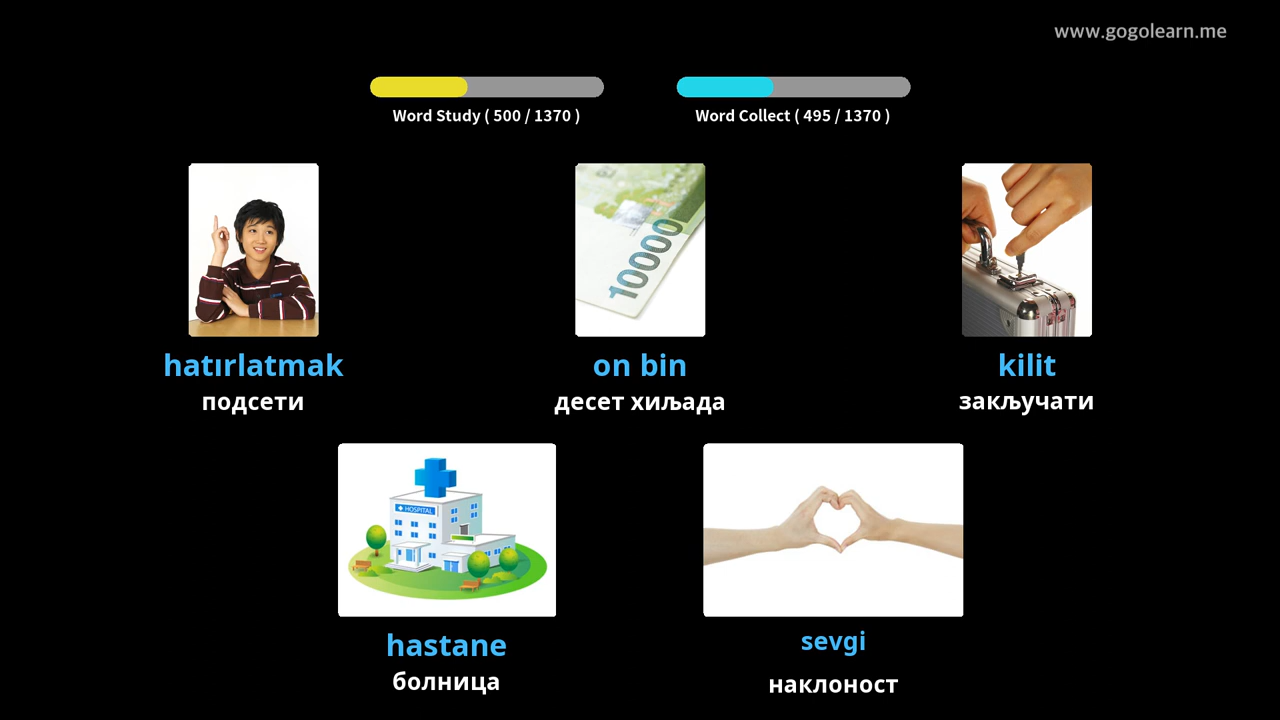 www.gogolearn.me
Word Study ( 500 / 1370 )
Word Collect ( 495 / 1370 )
10000
hatırlatmak
on bin
kilit
подсети
десет хиљада
закључати
HOSPITAL
hastane
sevgi
болница
наклоност